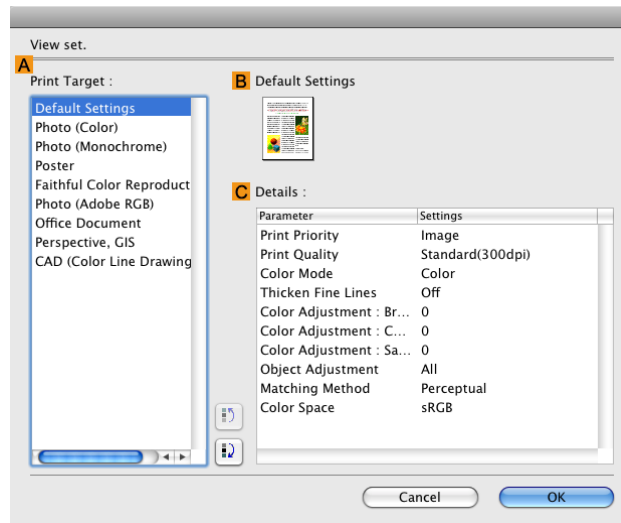 View set.
A
Print Target :
Default Settings
Photo (Color)
Photo (Monochrome)
Poster
Faithful Color Reproduct
Photo (Adobe RGB)
Office Document
Perspective, GIS
CAD (Color Line Drawing
B Default Settings
C Details :
Parameter Settings
Print Priority Image
Print Quality Standard(300dpi)
Color Mode Color
Thicken Fine Lines Off
Color Adjustment : Br... 0
Color Adjustment : C... 0
Color Adjustment : Sa... 0
Object Adjustment All
Matching Method Perceptual
Color Space sRGB
Cancel OK